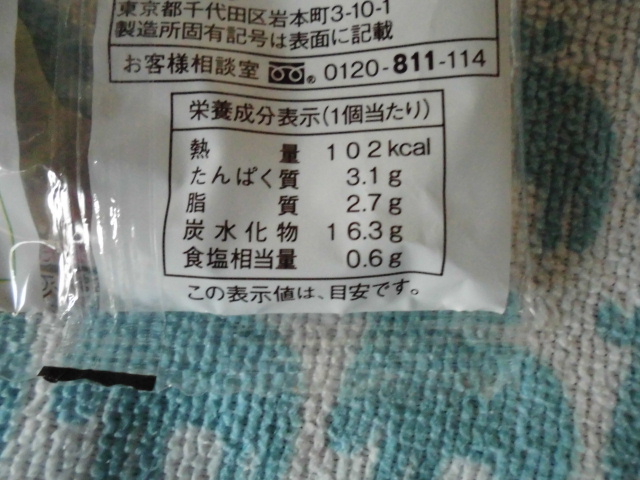 東京都千代田区岩本町3-10-1
製造所固有記号は表面に記載
お客様相談室 0120-811-114
栄養成分表示(1個当たり)
熱量 102kcal
たんぱく質 3.1g
脂質 2.7g
炭水化物 16.3g
食塩相当量 0.6g
この表示値は、目安です。